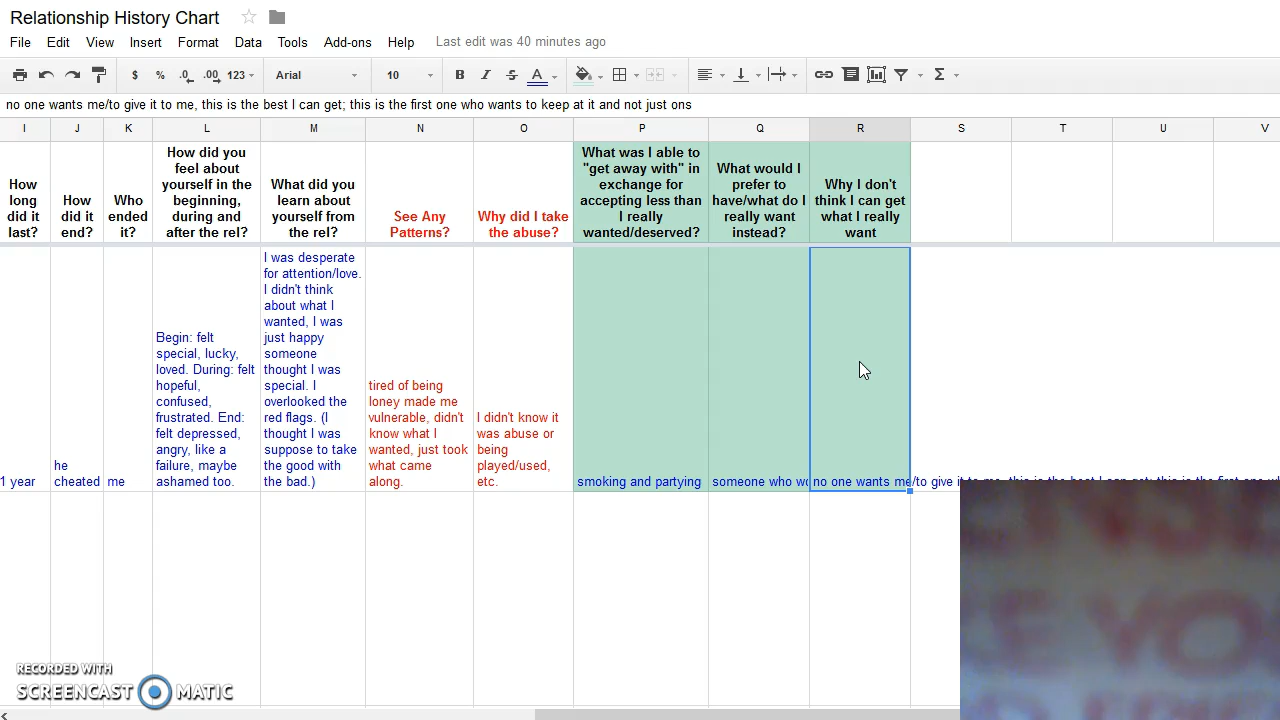 Relationship History Chart
File Edit View Insert Format Data Tools Add-ons Help Last edit was 40 minutes ago
$ % .0 .00 123 Arial 10 B I S A Σ
no one wants me/to give it to me, this is the best I can get; this is the first one who wants to keep at it and not just ons
I J K L M N O P Q R S T U V
How
long
did it
last?
How
did it
end?
Who
ended
it?
How did you
feel about
yourself in the
beginning,
during and
after the rel?
What did you
learn about
yourself from
the rel?
See Any
Patterns?
Why did I take
the abuse?
What was I able to
"get away with" in
exchange for
accepting less than
I really
wanted/deserved?
What would I
prefer to
have/what do I
really want
instead?
Why I don't
think I can get
what I really
want
1 year
he
cheated
me
Begin: felt
special, lucky,
loved. During: felt
hopeful,
confused,
frustrated. End:
felt depressed,
angry, like a
failure, maybe
ashamed too.
I was desperate
for attention/love.
I didn't think
about what I
wanted, I was
just happy
someone
thought I was
special. I
overlooked the
red flags. (I
thought I was
suppose to take
the good with
the bad.)
tired of being
loney made me
vulnerable, didn't
know what I
wanted, just took
what came
along.
I didn't know it
was abuse or
being
played/used,
etc.
smoking and partying
someone who wo
no one wants me/to give it to me, this is the best I can get; this is the first one
YO
RECORDED WITH
SCREENCAST MATIC